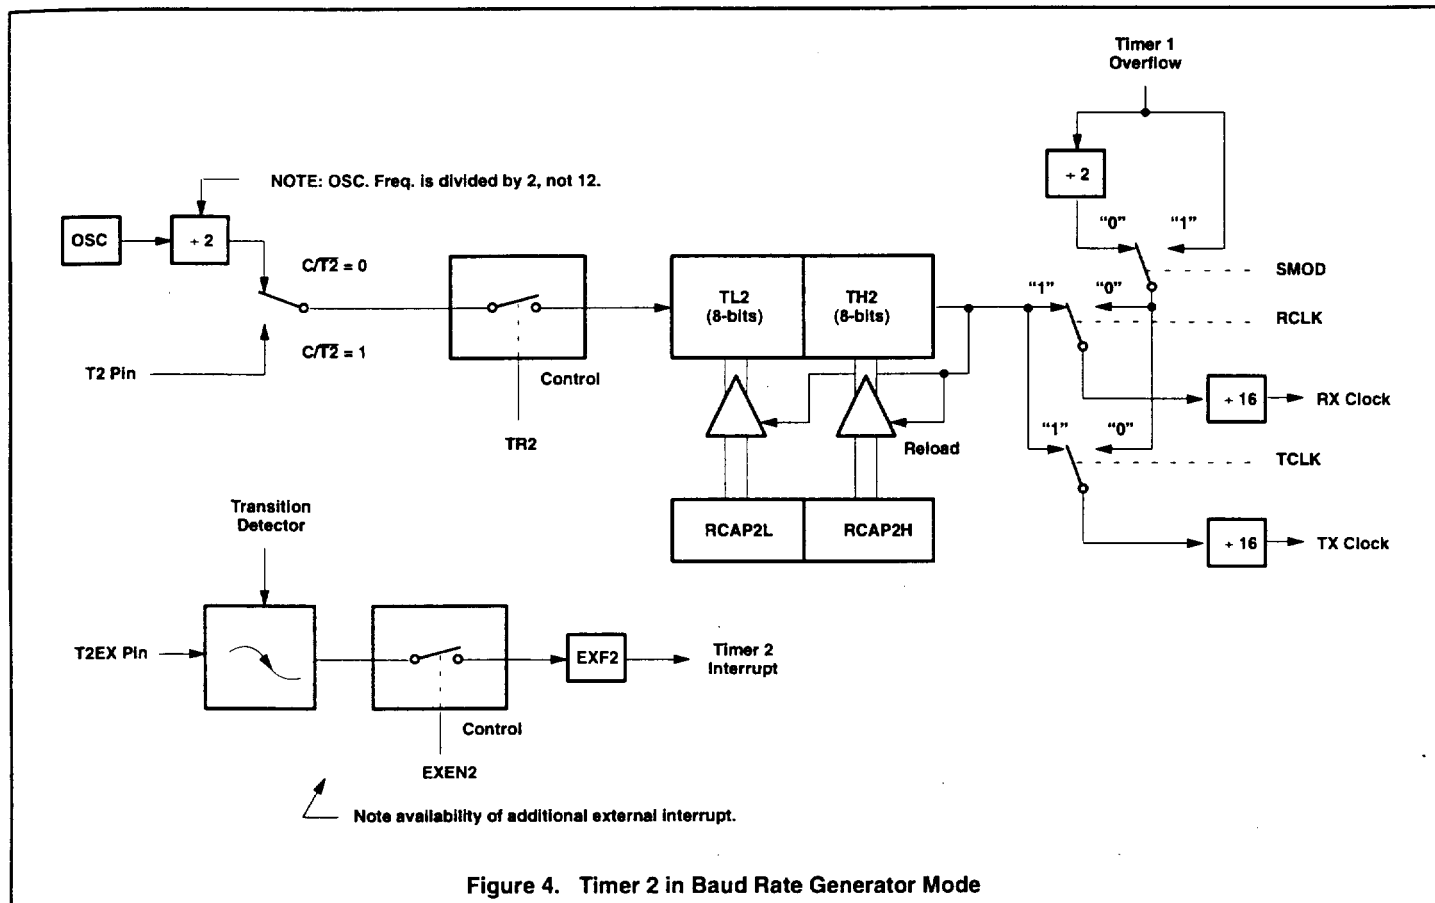 Timer 1
Overflow
÷ 2
NOTE: OSC. Freq. is divided by 2, not 12.
"0"
"1"
OSC
÷ 2
C/T2 = 0
SMOD
TL2
(8-bits)
TH2
(8-bits)
"1"
"0"
RCLK
C/T2 = 1
T2 Pin
Control
÷ 16
RX Clock
TR2
Reload
"1"
"0"
TCLK
Transition
Detector
RCAP2L
RCAP2H
÷ 16
TX Clock
T2EX Pin
EXF2
Timer 2
Interrupt
Control
EXEN2
Note availability of additional external interrupt.
Figure 4. Timer 2 in Baud Rate Generator Mode